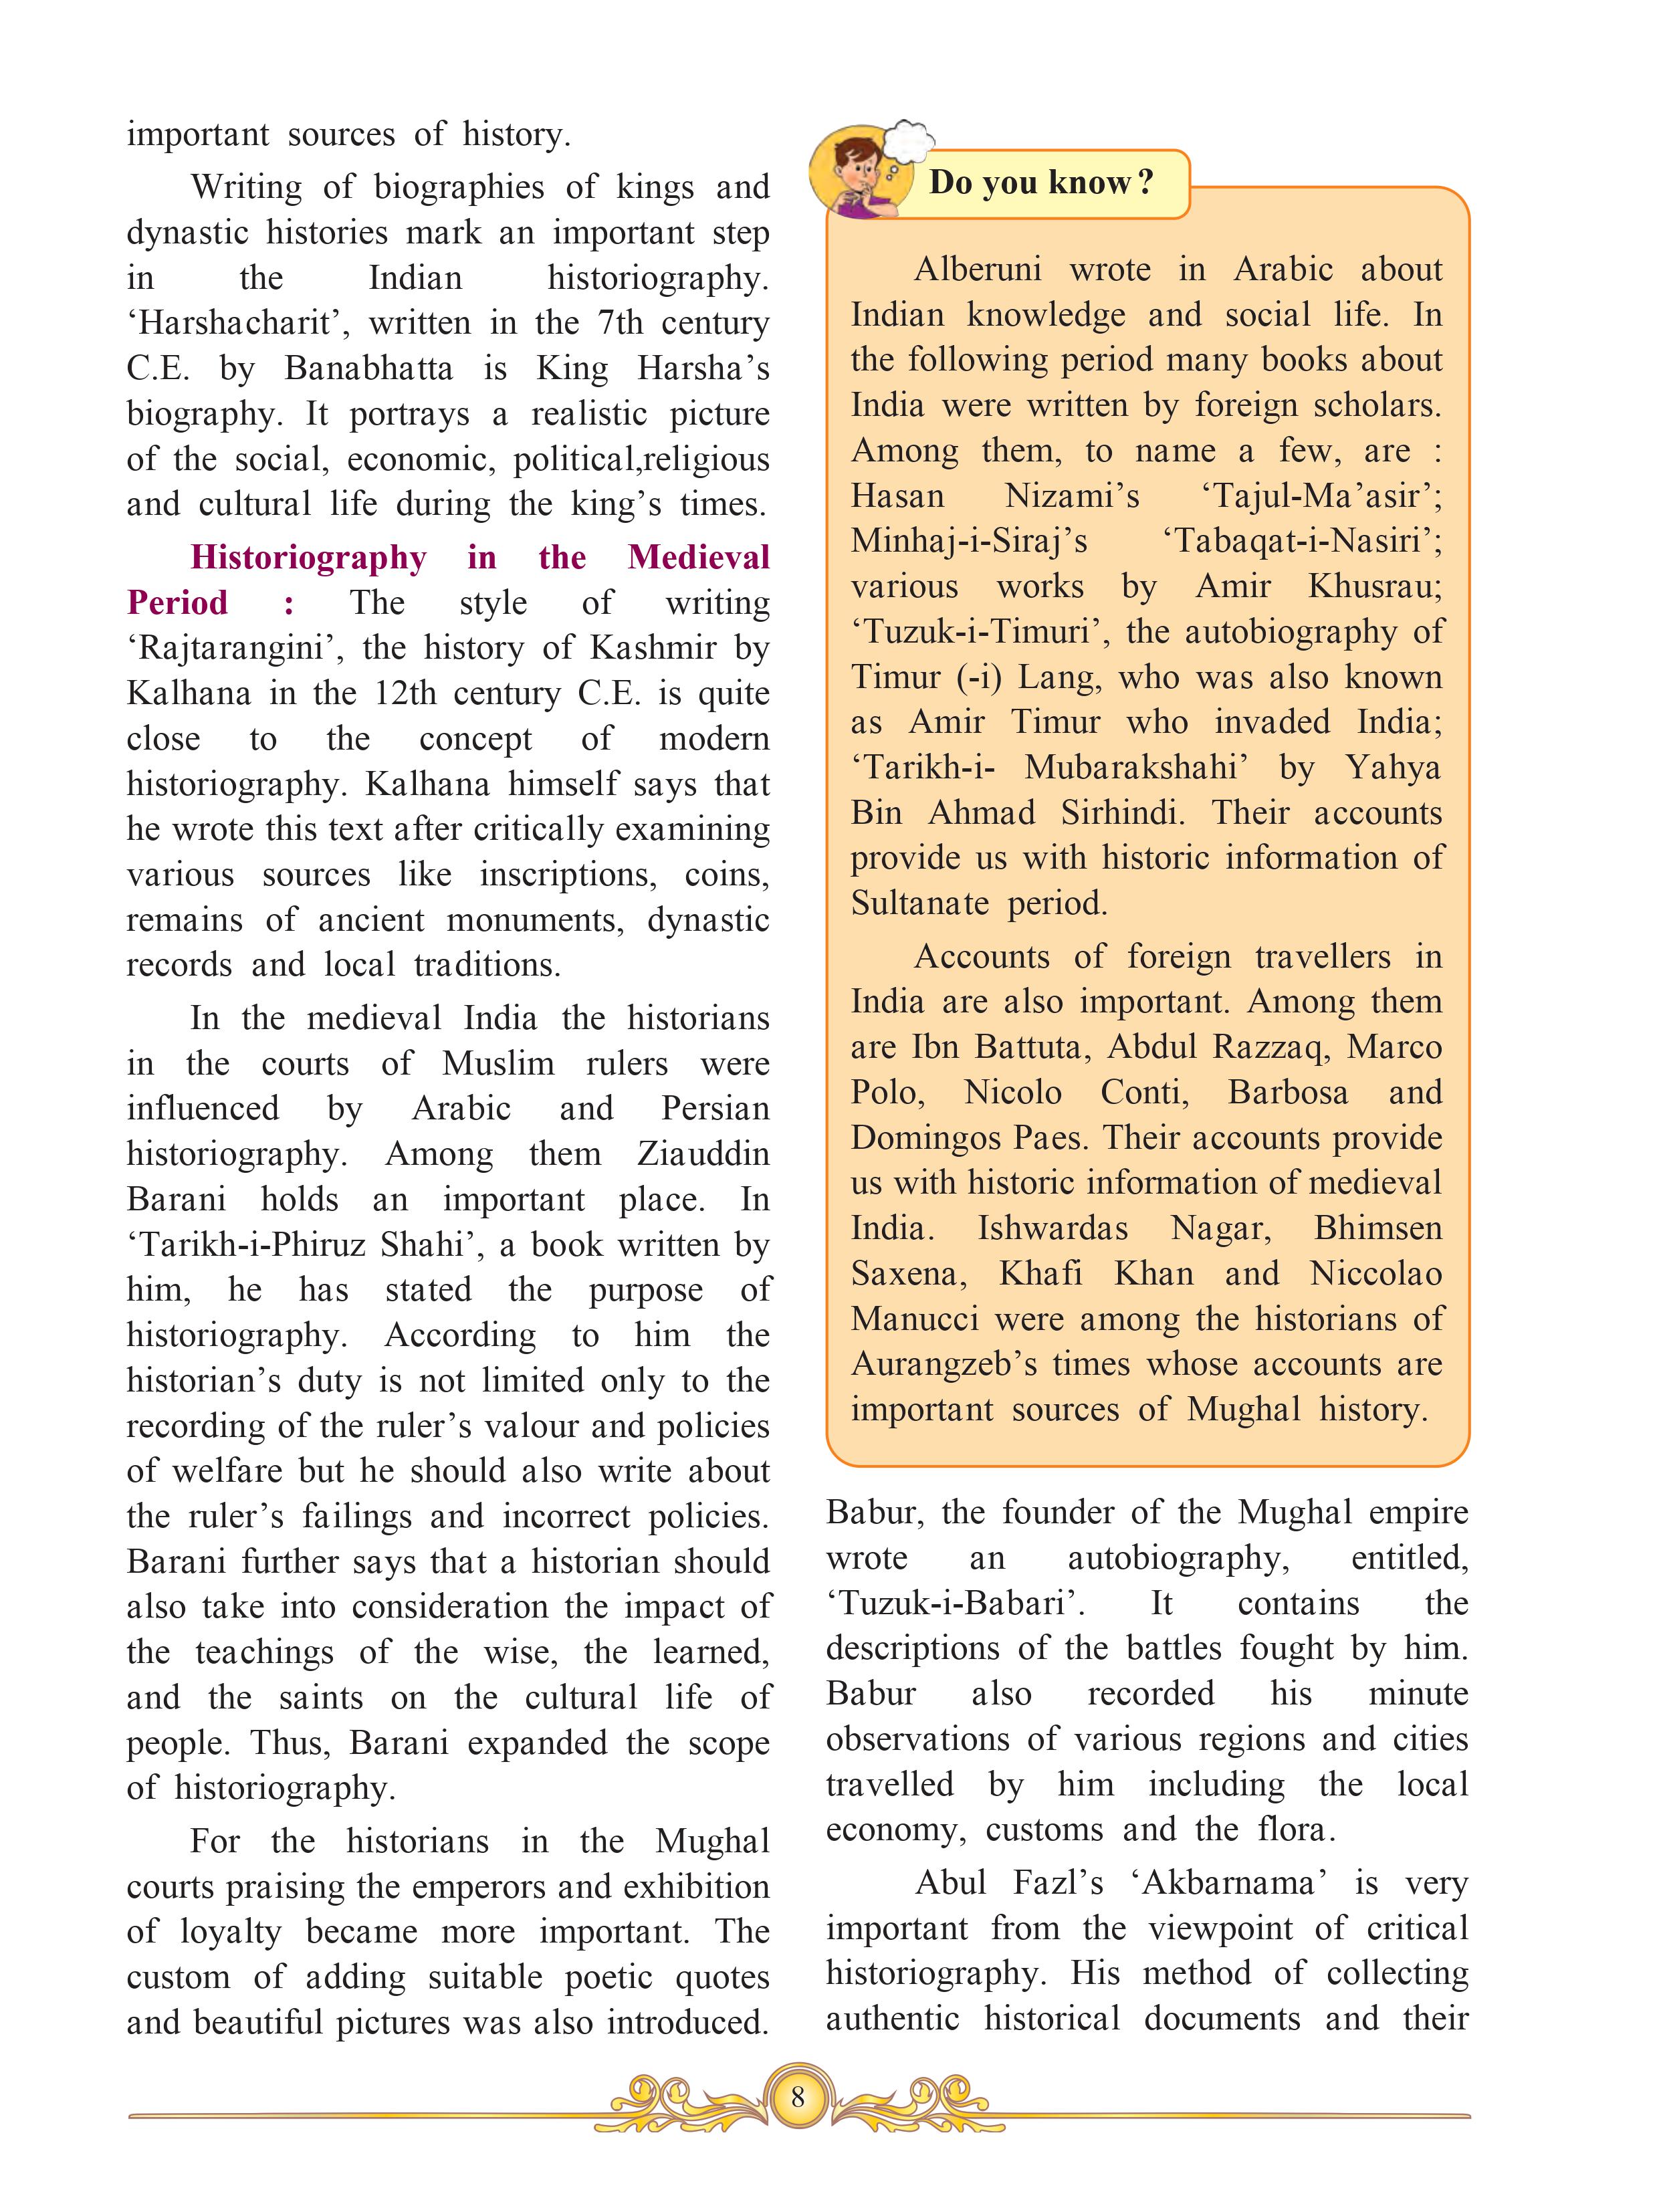 important sources of history.
Writing of biographies of kings and
dynastic histories mark an important step
in the Indian historiography.
‘Harshacharit’, written in the 7th century
C.E. by Banabhatta is King Harsha’s
biography. It portrays a realistic picture
of the social, economic, political,religious
and cultural life during the king’s times.
Historiography in the Medieval
Period : The style of writing
‘Rajtarangini’, the history of Kashmir by
Kalhana in the 12th century C.E. is quite
close to the concept of modern
historiography. Kalhana himself says that
he wrote this text after critically examining
various sources like inscriptions, coins,
remains of ancient monuments, dynastic
records and local traditions.
In the medieval India the historians
in the courts of Muslim rulers were
influenced by Arabic and Persian
historiography. Among them Ziauddin
Barani holds an important place. In
‘Tarikh-i-Phiruz Shahi’, a book written by
him, he has stated the purpose of
historiography. According to him the
historian’s duty is not limited only to the
recording of the ruler’s valour and policies
of welfare but he should also write about
the ruler’s failings and incorrect policies.
Barani further says that a historian should
also take into consideration the impact of
the teachings of the wise, the learned,
and the saints on the cultural life of
people. Thus, Barani expanded the scope
of historiography.
For the historians in the Mughal
courts praising the emperors and exhibition
of loyalty became more important. The
custom of adding suitable poetic quotes
and beautiful pictures was also introduced.
Do you know ?
Alberuni wrote in Arabic about
Indian knowledge and social life. In
the following period many books about
India were written by foreign scholars.
Among them, to name a few, are :
Hasan Nizami’s ‘Tajul-Ma’asir’;
Minhaj-i-Siraj’s ‘Tabaqat-i-Nasiri’;
various works by Amir Khusrau;
‘Tuzuk-i-Timuri’, the autobiography of
Timur (-i) Lang, who was also known
as Amir Timur who invaded India;
‘Tarikh-i- Mubarakshahi’ by Yahya
Bin Ahmad Sirhindi. Their accounts
provide us with historic information of
Sultanate period.
Accounts of foreign travellers in
India are also important. Among them
are Ibn Battuta, Abdul Razzaq, Marco
Polo, Nicolo Conti, Barbosa and
Domingos Paes. Their accounts provide
us with historic information of medieval
India. Ishwardas Nagar, Bhimsen
Saxena, Khafi Khan and Niccolao
Manucci were among the historians of
Aurangzeb’s times whose accounts are
important sources of Mughal history.
Babur, the founder of the Mughal empire
wrote an autobiography, entitled,
‘Tuzuk-i-Babari’. It contains the
descriptions of the battles fought by him.
Babur also recorded his minute
observations of various regions and cities
travelled by him including the local
economy, customs and the flora.
Abul Fazl’s ‘Akbarnama’ is very
important from the viewpoint of critical
historiography. His method of collecting
authentic historical documents and their
8